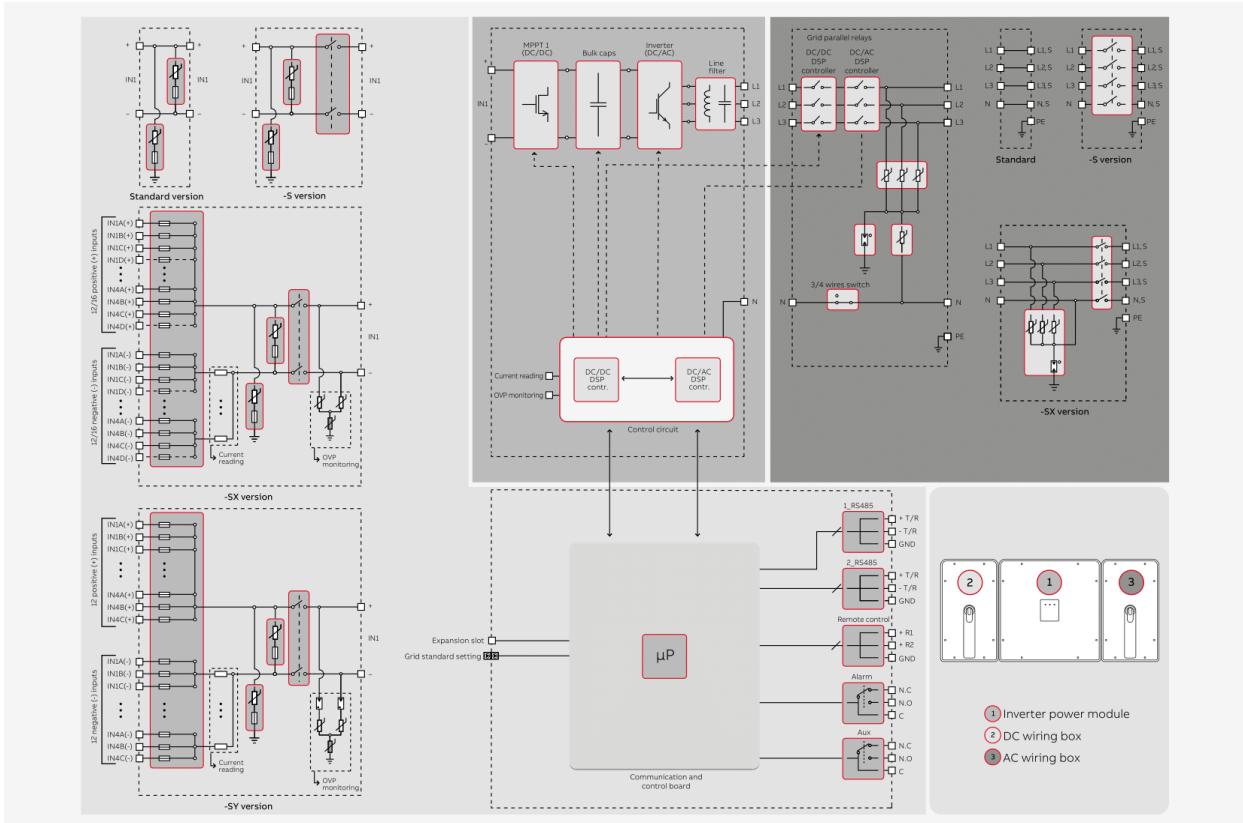 +
+
IN1
IN1
−
−
Standard version
+
+
IN1
IN1
−
−
-S version
12/16 positive (+) inputs
IN1A(+)
IN1B(+)
IN1C(+)
IN1D(+)
IN4A(+)
IN4B(+)
IN4C(+)
IN4D(+)
12/16 negative (-) inputs
IN1A(-)
IN1B(-)
IN1C(-)
IN1D(-)
IN4A(-)
IN4B(-)
IN4C(-)
IN4D(-)
+
IN1
−
Current
reading
OVP
monitoring
-SX version
12 positive (+) inputs
IN1A(+)
IN1B(+)
IN1C(+)
IN4A(+)
IN4B(+)
IN4C(+)
12 negative (-) inputs
IN1A(-)
IN1B(-)
IN1C(-)
IN4A(-)
IN4B(-)
IN4C(-)
+
IN1
−
Current
reading
OVP
monitoring
-SY version
MPPT 1
(DC/DC)
Bulk caps
Inverter
(DC/AC)
Line
filter
+
IN1
−
L1
L2
L3
N
Current reading
OVP monitoring
DC/DC
DSP
contr.
DC/AC
DSP
contr.
Control circuit
Grid parallel relays
DC/DC
DSP
controller
DC/AC
DSP
controller
L1
L2
L3
L1
L2
L3
3/4 wires switch
N
N
PE
L1
L2
L3
N
L1,S
L2,S
L3,S
N,S
PE
Standard
L1
L2
L3
N
L1,S
L2,S
L3,S
N,S
PE
-S version
L1
L2
L3
N
L1,S
L2,S
L3,S
N,S
PE
-SX version
Expansion slot
Grid standard setting
µP
Communication and
control board
1_RS485
+ T/R
- T/R
GND
2_RS485
+ T/R
- T/R
GND
Remote control
+ R1
+ R2
GND
Alarm
N.C
N.O
C
Aux
N.C
N.O
C
2
1
3
1 Inverter power module
2 DC wiring box
3 AC wiring box